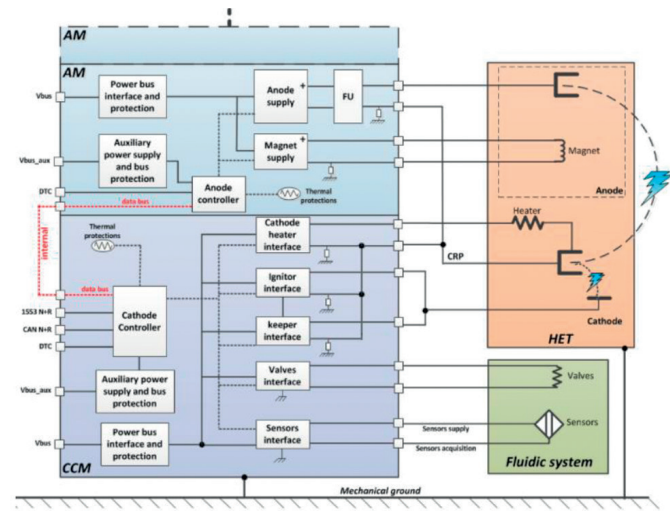 AM
AM
Power bus
interface and
protection
Anode
supply
+
FU
Vbus
Auxiliary
power supply
and bus
protection
Magnet
supply
+
Vbus_aux
DTC
Anode
controller
Thermal
protections
data bus
internal
Thermal
protections
Cathode
heater
interface
data bus
Ignitor
interface
1553 N+R
CAN N+R
DTC
Cathode
Controller
keeper
interface
Vbus_aux
Auxiliary power
supply and bus
protection
Valves
interface
Vbus
Power bus
interface and
protection
Sensors
interface
CCM
Magnet
Anode
Heater
CRP
Cathode
HET
Valves
Sensors supply
Sensors
Sensors acquisition
Fluidic system
Mechanical ground